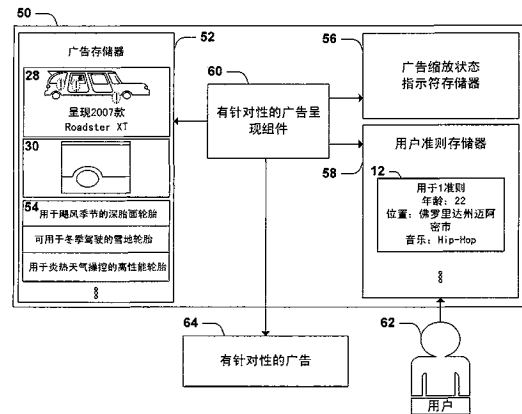 50
广告存储器
52
28
呈现2007款
Roadster XT
30
54
用于飓风季节的深胎面轮胎
可用于冬季驾驶的雪地轮胎
用于炎热天气操控的高性能轮胎
60
有针对性的广告呈
现组件
56
广告缩放状态
指示符存储器
用户准则存储器
58
12
用于1准则
年龄：22
位置：佛罗里达州迈阿
密市
音乐：Hip-Hop
64
有针对性的广告
62
用户